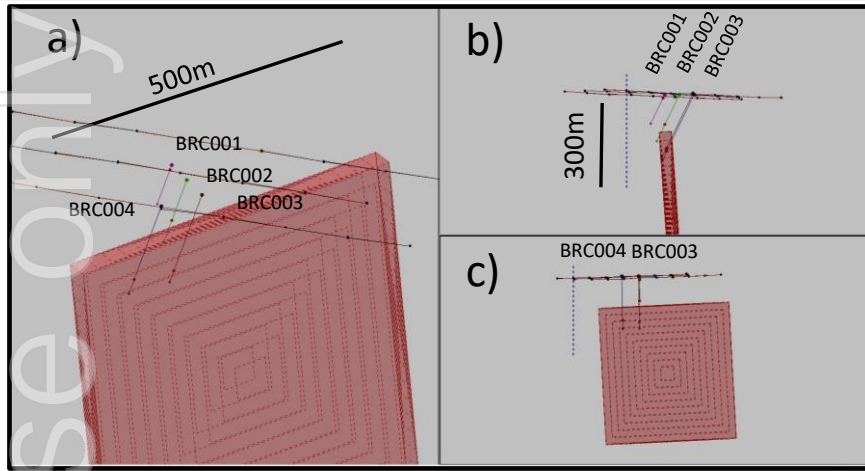 a)
500m
BRC001
BRC002
BRC004
BRC003
b)
BRC001
BRC002
BRC003
300m
c)
BRC004
BRC003
se only